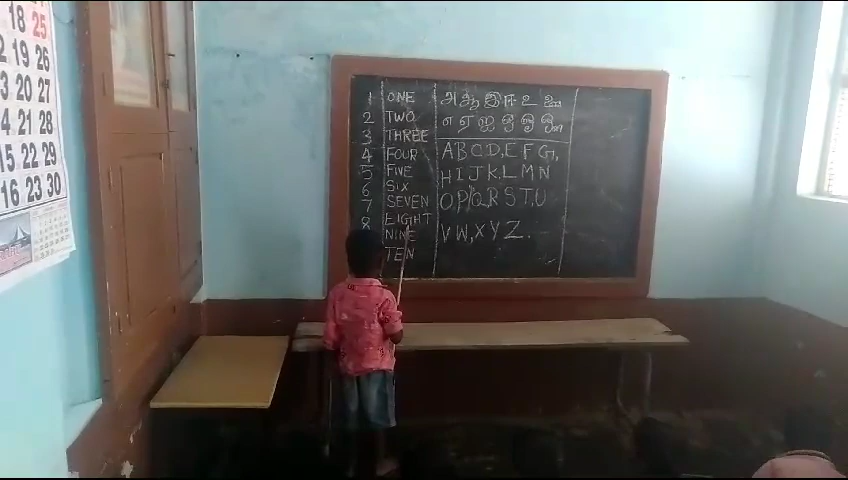 1 ONE
2 TWO
3 THREE
4 FOUR
5 FIVE
6 SIX
7 SEVEN
8 EIGHT
NINE
TEN
அ ஆ இ ஈ உ ஊ
எ ஏ ஐ ஒ ஓ ஔ
A B C D, E F G,
H I J K, L M N
O, P, Q R S T, U
V W, X Y Z.
18 25
19 26
20 27
21 28
15 22 29
16 23 30